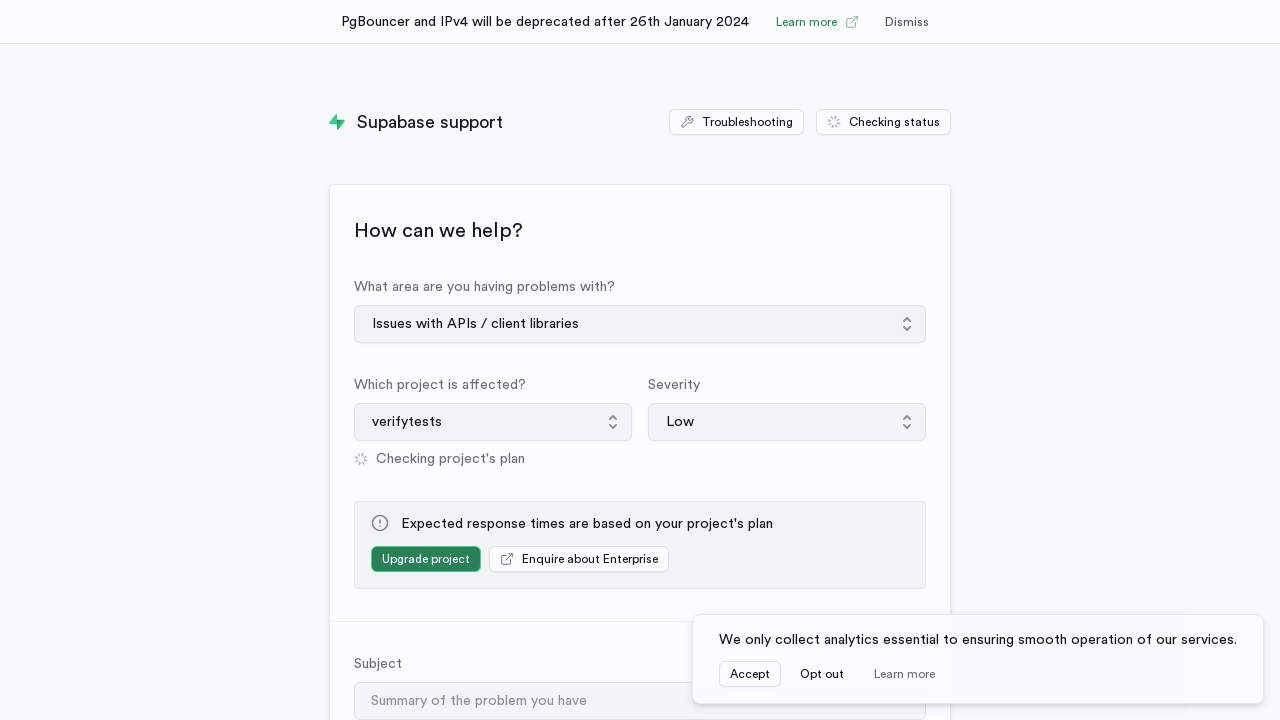 PgBouncer and IPv4 will be deprecated after 26th January 2024 Learn more Dismiss
Supabase support Troubleshooting Checking status
How can we help?
What area are you having problems with?
Issues with APIs / client libraries
Which project is affected? Severity
verifytests Low
Checking project's plan
Expected response times are based on your project's plan
Upgrade project Enquire about Enterprise
We only collect analytics essential to ensuring smooth operation of our services.
Accept Opt out Learn more
Subject
Summary of the problem you have